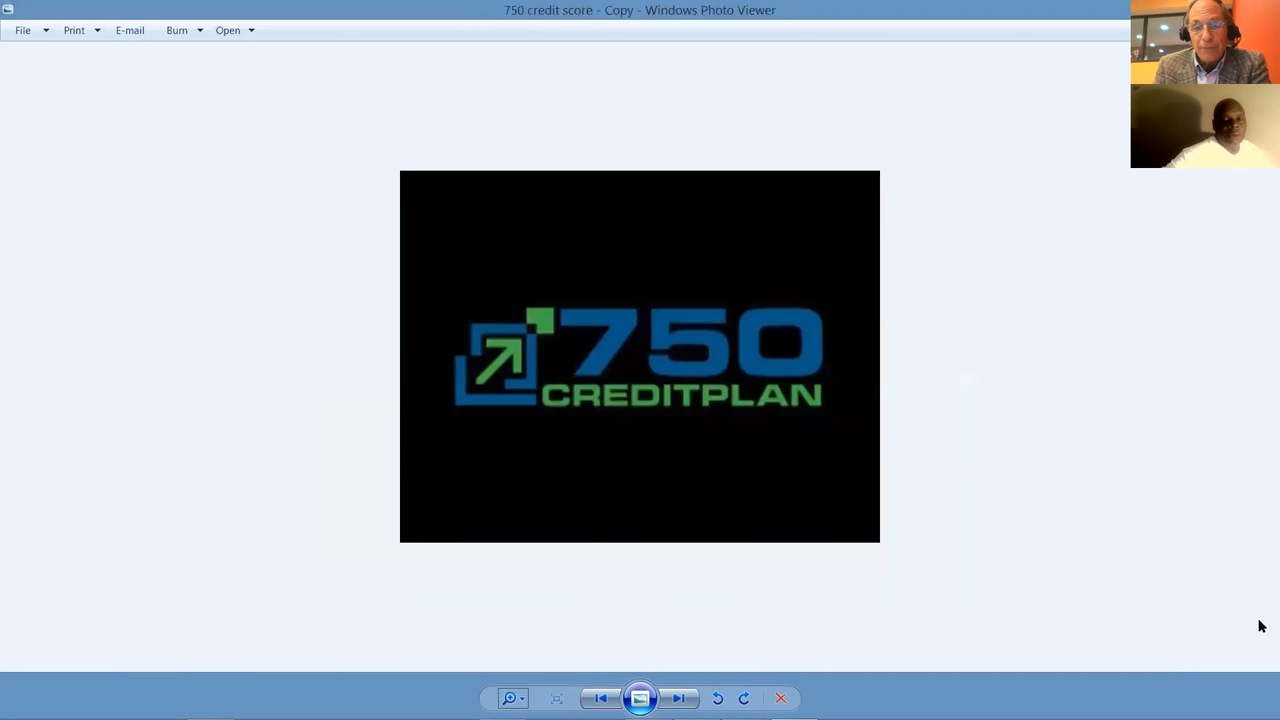 750 credit score - Copy - Windows Photo Viewer
File Print E-mail Burn Open
750
CREDITPLAN